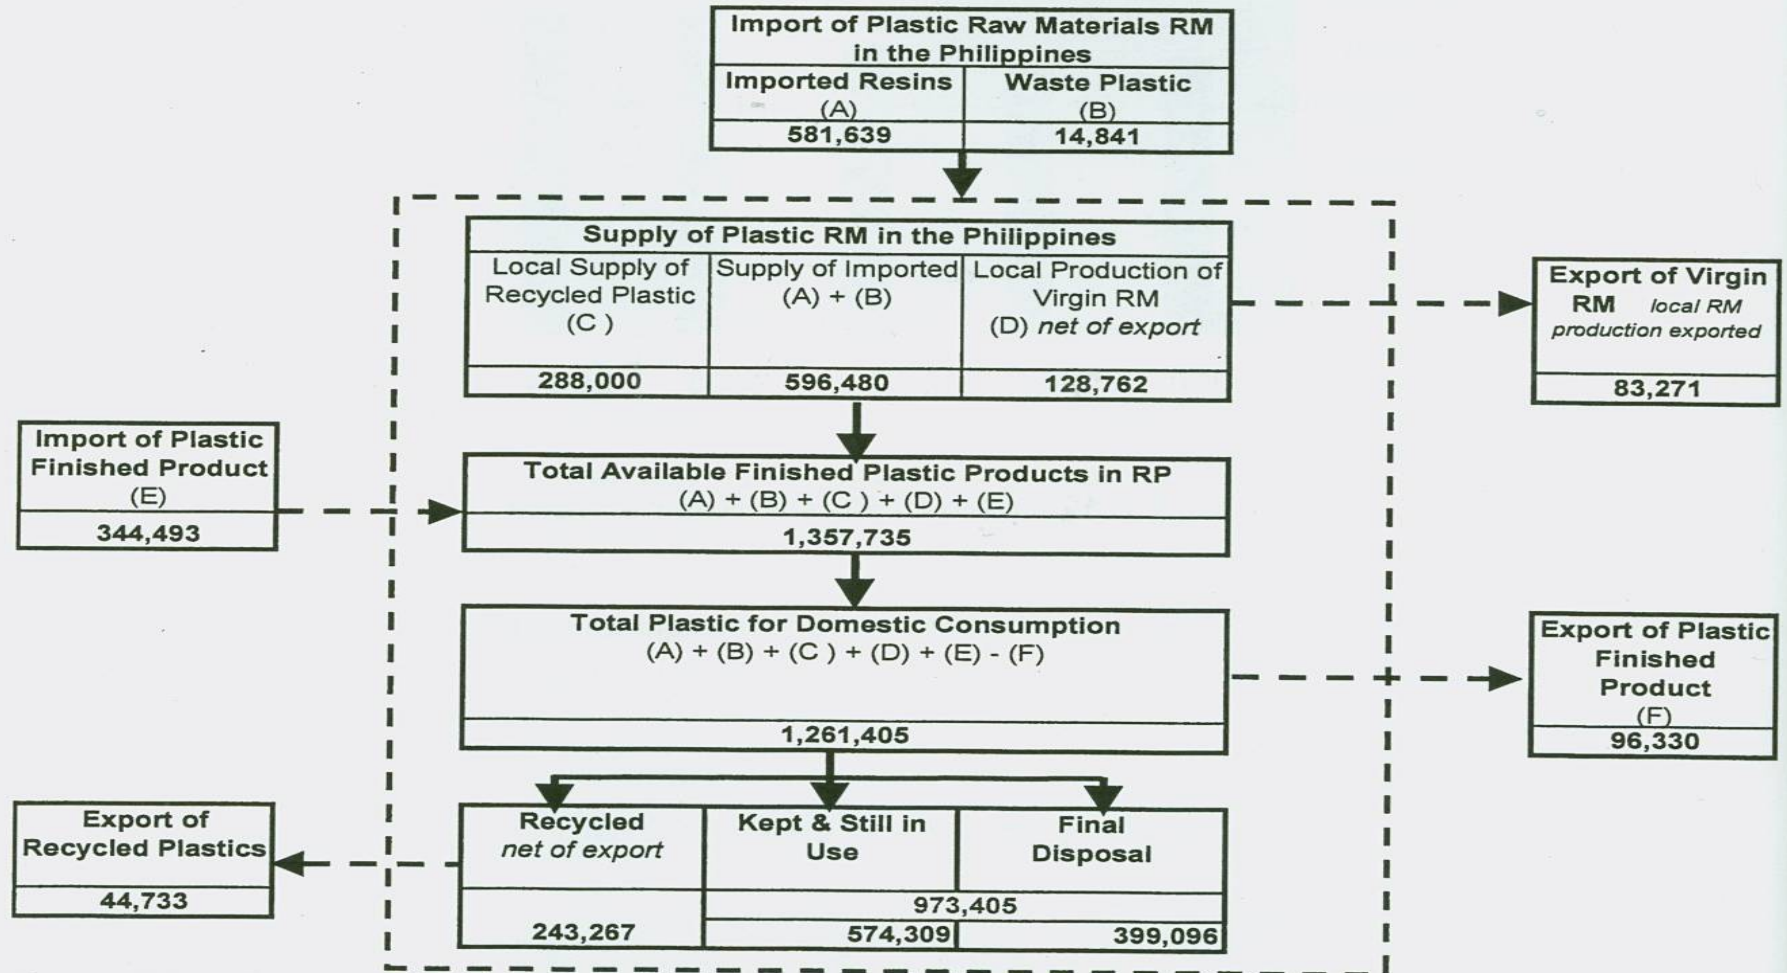 Import of Plastic Raw Materials RM
in the Philippines
Imported Resins
(A)
Waste Plastic
(B)
581,639
14,841
Supply of Plastic RM in the Philippines
Local Supply of
Recycled Plastic
(C )
Supply of Imported
(A) + (B)
Local Production of
Virgin RM
(D) net of export
288,000
596,480
128,762
Export of Virgin
RM local RM
production exported
83,271
Import of Plastic
Finished Product
(E)
344,493
Total Available Finished Plastic Products in RP
(A) + (B) + (C ) + (D) + (E)
1,357,735
Total Plastic for Domestic Consumption
(A) + (B) + (C ) + (D) + (E) - (F)
1,261,405
Export of Plastic
Finished
Product
(F)
96,330
Export of
Recycled Plastics
44,733
Recycled
net of export
Kept & Still in
Use
Final
Disposal
973,405
243,267
574,309
399,096